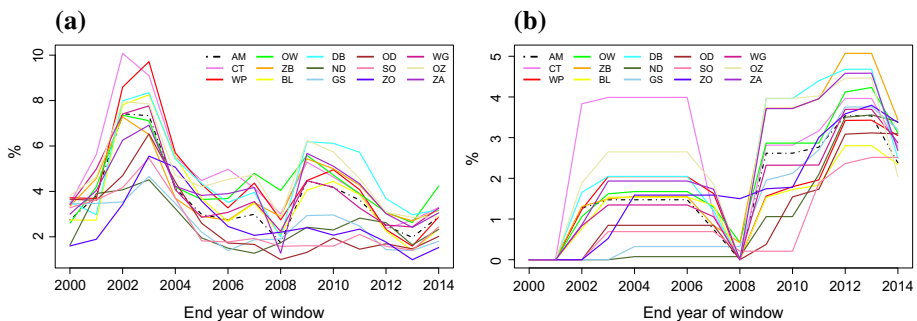 (a)
(b)
AM OW DB OD WG
CT ZB ND SO OZ
WP BL GS ZO ZA
%
10
8
6
4
2
2000 2002 2004 2006 2008 2010 2012 2014
End year of window
AM OW DB OD WG
CT ZB ND SO OZ
WP BL GS ZO ZA
%
5
4
3
2
1
0
2000 2002 2004 2006 2008 2010 2012 2014
End year of window